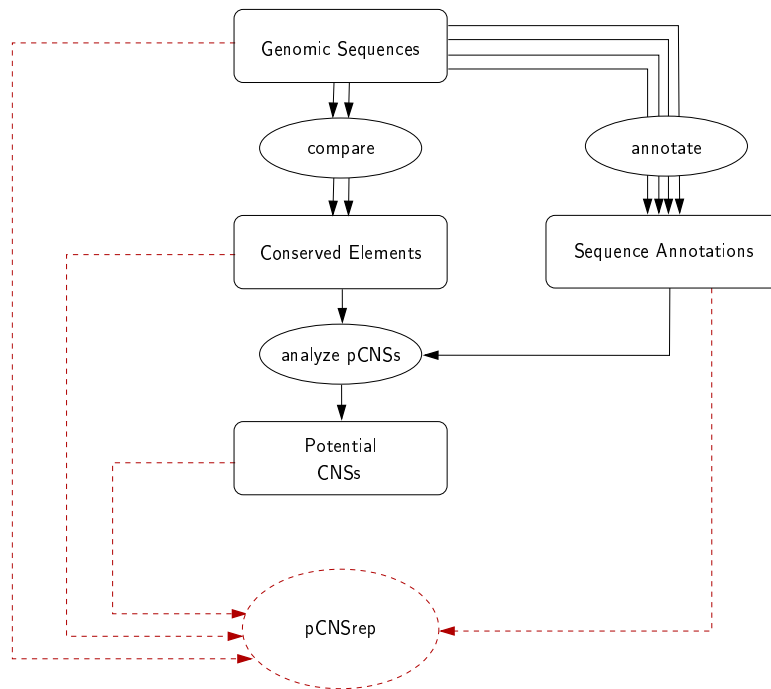 Genomic Sequences
compare
annotate
Conserved Elements
Sequence Annotations
analyze pCNSs
Potential
CNSs
pCNSrep